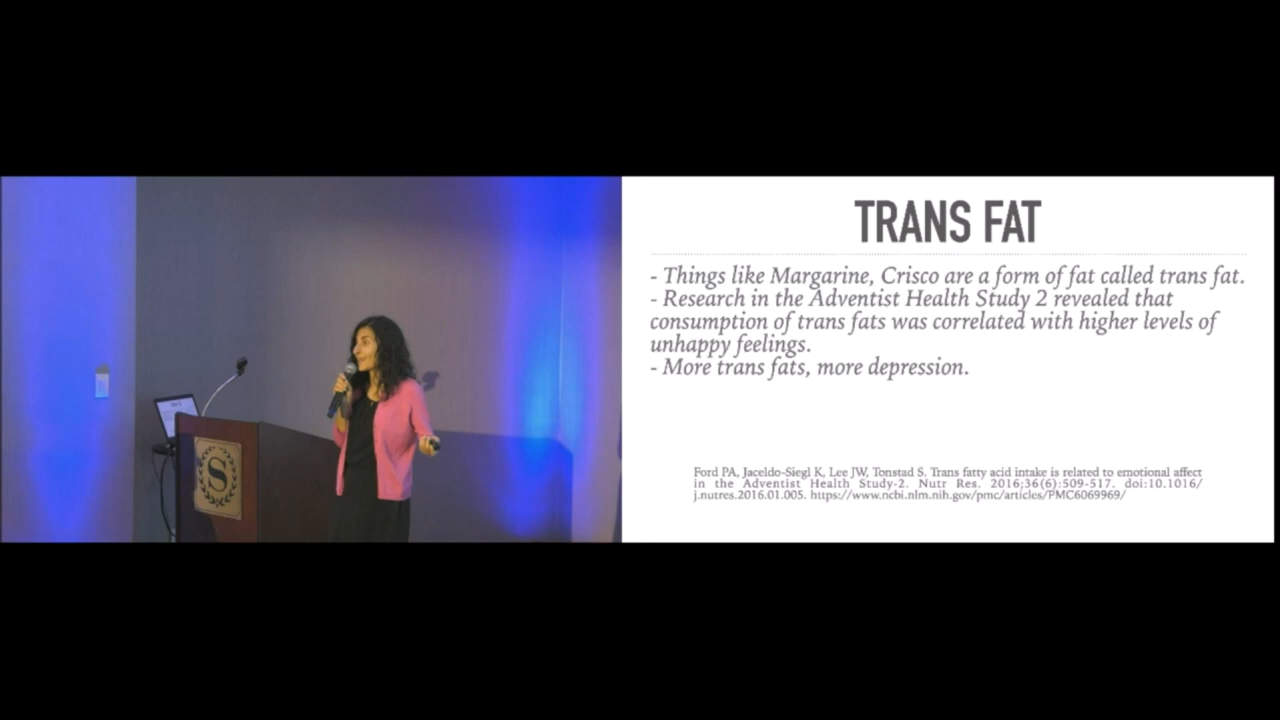 S
TRANS FAT
- Things like Margarine, Crisco are a form of fat called trans fat.
- Research in the Adventist Health Study 2 revealed that
consumption of trans fats was correlated with higher levels of
unhappy feelings.
- More trans fats, more depression.
Ford PA, Jaceldo-Siegl K, Lee JW, Tonstad S. Trans fatty acid intake is related to emotional affect
in the Adventist Health Study-2. Nutr Res. 2016;36(6):509-517. doi:10.1016/
j.nutres.2016.01.005. https://www.ncbi.nlm.nih.gov/pmc/articles/PMC6069969/